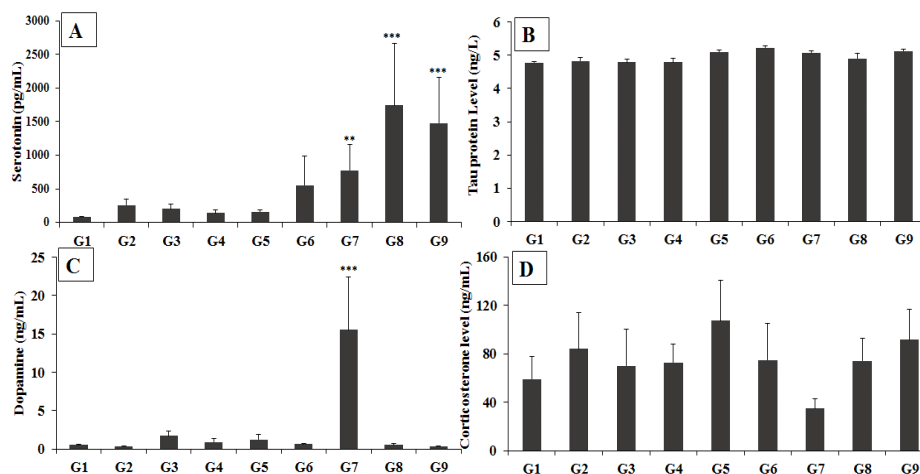 A
Serotonin (pg/mL)
3000
2500
2000
1500
1000
500
0
** *** ***
G1 G2 G3 G4 G5 G6 G7 G8 G9
B
Tau protein Level (ng/L)
6
5
4
3
2
1
0
G1 G2 G3 G4 G5 G6 G7 G8 G9
C
Dopamine (ng/mL)
25
20
15
10
5
0
***
G1 G2 G3 G4 G5 G6 G7 G8 G9
D
Corticosterone level (ng/mL)
160
120
80
40
0
G1 G2 G3 G4 G5 G6 G7 G8 G9